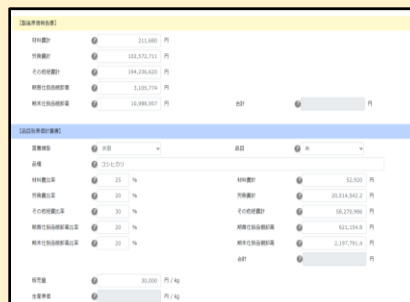 【製造原価報告書】
材料費計 ? 211,680 円
労務費計 ? 102,572,711 円
その他経費計 ? 194,236,620 円
期首仕掛品棚卸高 ? 3,105,774 円
期末仕掛品棚卸高 ? 10,988,957 円 合計 ? 円
【品目別原価計算書】
営農類型 ? 水田 品目 ? 米
品種 ? コシヒカリ
材料費比率 ? 25 % 材料費計 ? 52,920 円
労務費比率 ? 20 % 労務費計 ? 20,514,542.2 円
その他経費比率 ? 30 % その他経費計 ? 58,270,986 円
期首仕掛品棚卸高比率 ? 20 % 期首仕掛品棚卸高 ? 621,154.8 円
期末仕掛品棚卸高比率 ? 20 % 期末仕掛品棚卸高 ? 2,197,791.4 円
合計 ? 円
販売量 ? 30,000 円 / kg
生産単価 ? 円 / kg